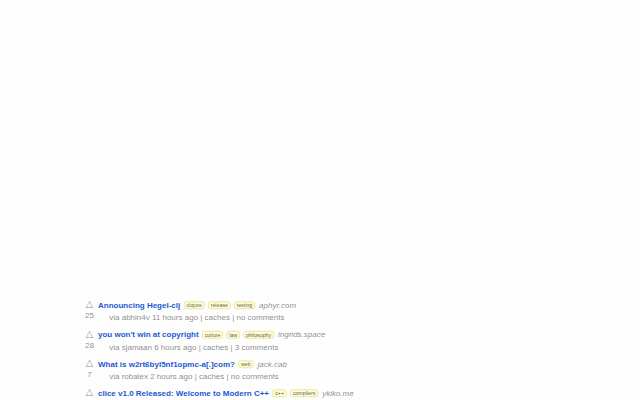 △ Announcing Hegel-clj clojure release testing aphyr.com
25 via abhin4v 11 hours ago | caches | no comments
△ you won't win at copyright culture law philosophy ingrids.space
28 via sjamaan 6 hours ago | caches | 3 comments
△ What is w2rt6byi5nf1opmc-a[.]com? web jack.cab
7 via robalex 2 hours ago | caches | no comments
△ clice v1.0 Released: Welcome to Modern C++ c++ compilers ykiko.me